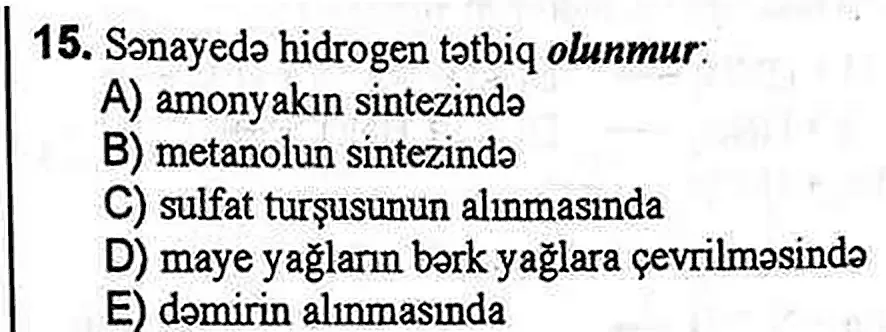 15. Sənayedə hidrogen tətbiq olunmur:
A) amonyakın sintezində
B) metanolun sintezində
C) sulfat turşusunun alınmasında
D) maye yağların bərk yağlara çevrilməsində
E) dəmirin alınmasında